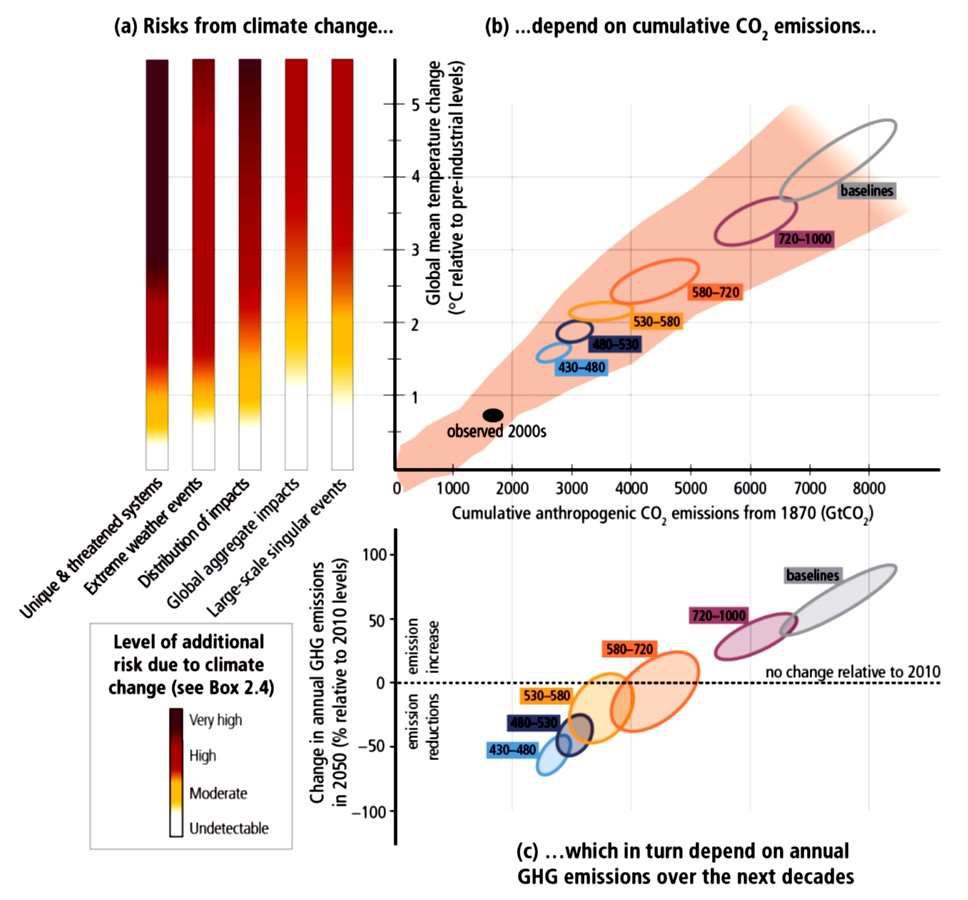 (a) Risks from climate change...
(b) ...depend on cumulative CO₂ emissions...
Global mean temperature change
(°C relative to pre-industrial levels)
5
4
3
2
1
baselines
720–1000
580–720
530–580
480–530
430–480
observed 2000s
0 1000 2000 3000 4000 5000 6000 7000 8000
Cumulative anthropogenic CO₂ emissions from 1870 (GtCO₂)
Unique & threatened systems
Extreme weather events
Distribution of impacts
Global aggregate impacts
Large-scale singular events
Level of additional
risk due to climate
change (see Box 2.4)
Very high
High
Moderate
Undetectable
Change in annual GHG emissions
in 2050 (% relative to 2010 levels)
100
50
0
−50
−100
emission
increase
emission
reductions
baselines
720–1000
580–720
no change relative to 2010
530–580
480–530
430–480
(c) ...which in turn depend on annual
GHG emissions over the next decades